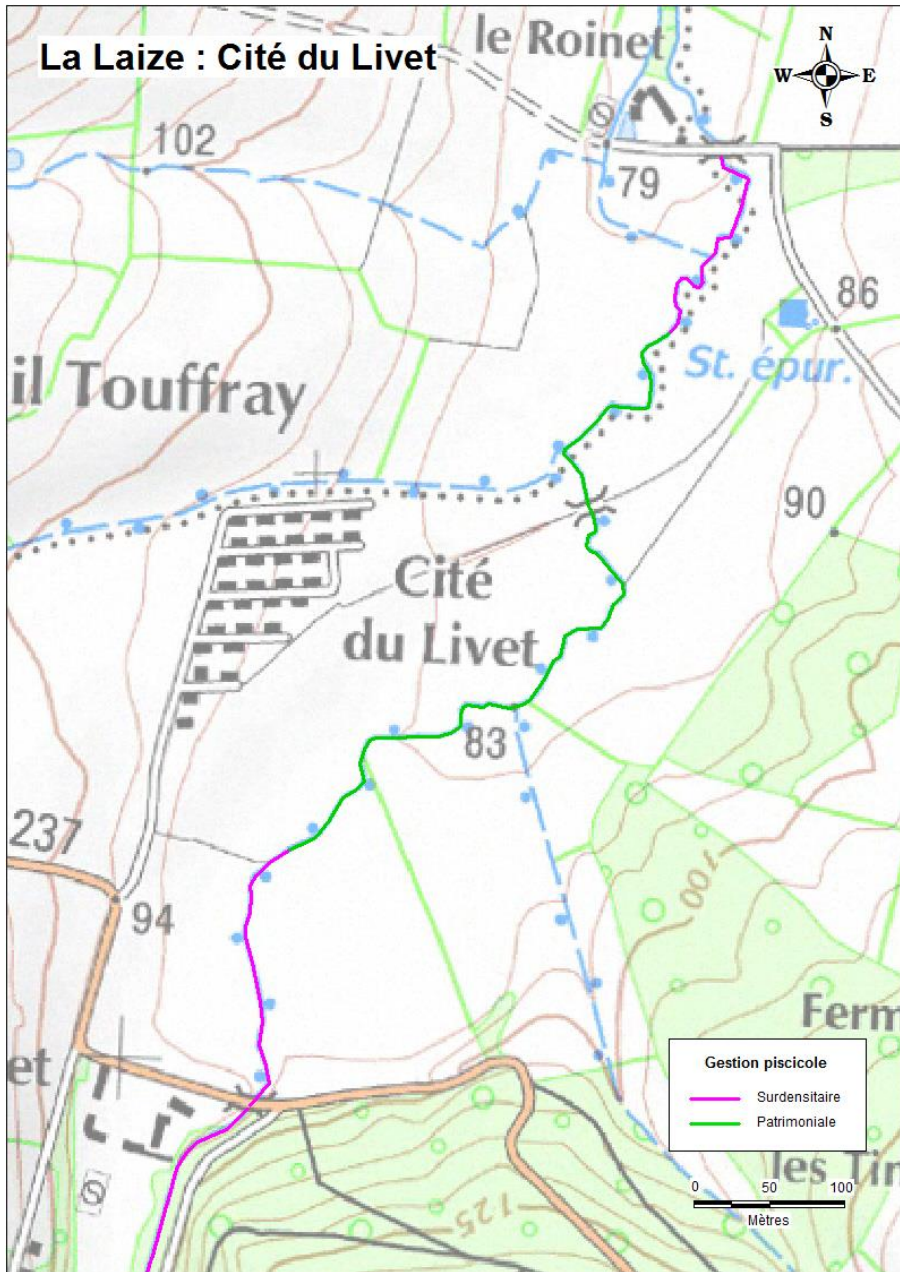 La Laize : Cité du Livet
le Roinet
N
W E
S
102
79
86
il Touffray
St. épur.
90
Cité
du Livet
83
237
94
100
Ferm
et
Gestion piscicole
Surdensitaire
Patrimoniale
les Tin
125
0 50 100
Mètres